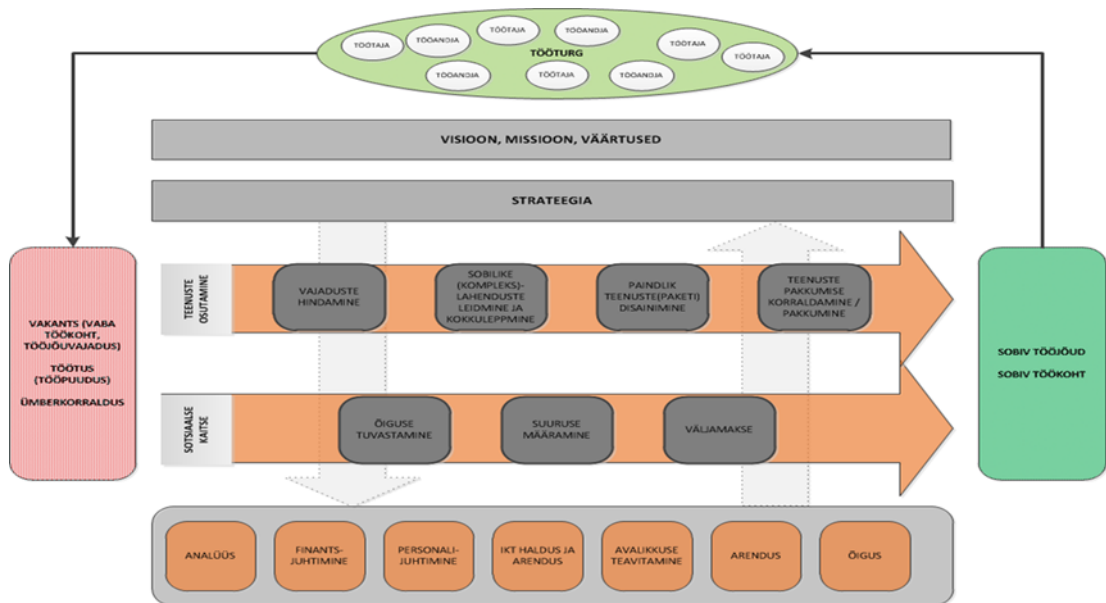 TÖÖTAJA
TÖÖANDJA
TÖÖTAJA
TÖÖANDJA
TÖÖTAJA
TÖÖTAJA
TÖÖTURG
TÖÖANDJA
TÖÖTAJA
TÖÖANDJA
VISIOON, MISSIOON, VÄÄRTUSED
STRATEEGIA
VAKANTS (VABA
TÖÖKOHT,
TÖÖJÕUVAJADUS)
TÖÖTUS
(TÖÖPUUDUS)
ÜMBERKORRALDUS
TEENUSTE
OSUTAMINE
VAJADUSTE
HINDAMINE
SOBILIKE
(KOMPLEKS)-
LAHENDUSTE
LEIDMINE JA
KOKKULEPPMINE
PAINDLIK
TEENUSTE(PAKETI)
DISAINIMINE
TEENUSTE
PAKKUMISE
KORRALDAMINE /
PAKKUMINE
SOTSIAALSE
KAITSE
ÕIGUSE
TUVASTAMINE
SUURUSE
MÄÄRAMINE
VÄLJAMAKSE
SOBIV TÖÖJÕUD
SOBIV TÖÖKOHT
ANALÜÜS
FINANTS-
JUHTIMINE
PERSONALI-
JUHTIMINE
IKT HALDUS JA
ARENDUS
AVALIKKUSE
TEAVITAMINE
ARENDUS
ÕIGUS